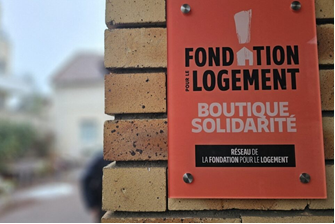 FONDATION
POUR LE
LOGEMENT
BOUTIQUE
SOLIDARITÉ
RÉSEAU DE
LA FONDATION POUR LE LOGEMENT